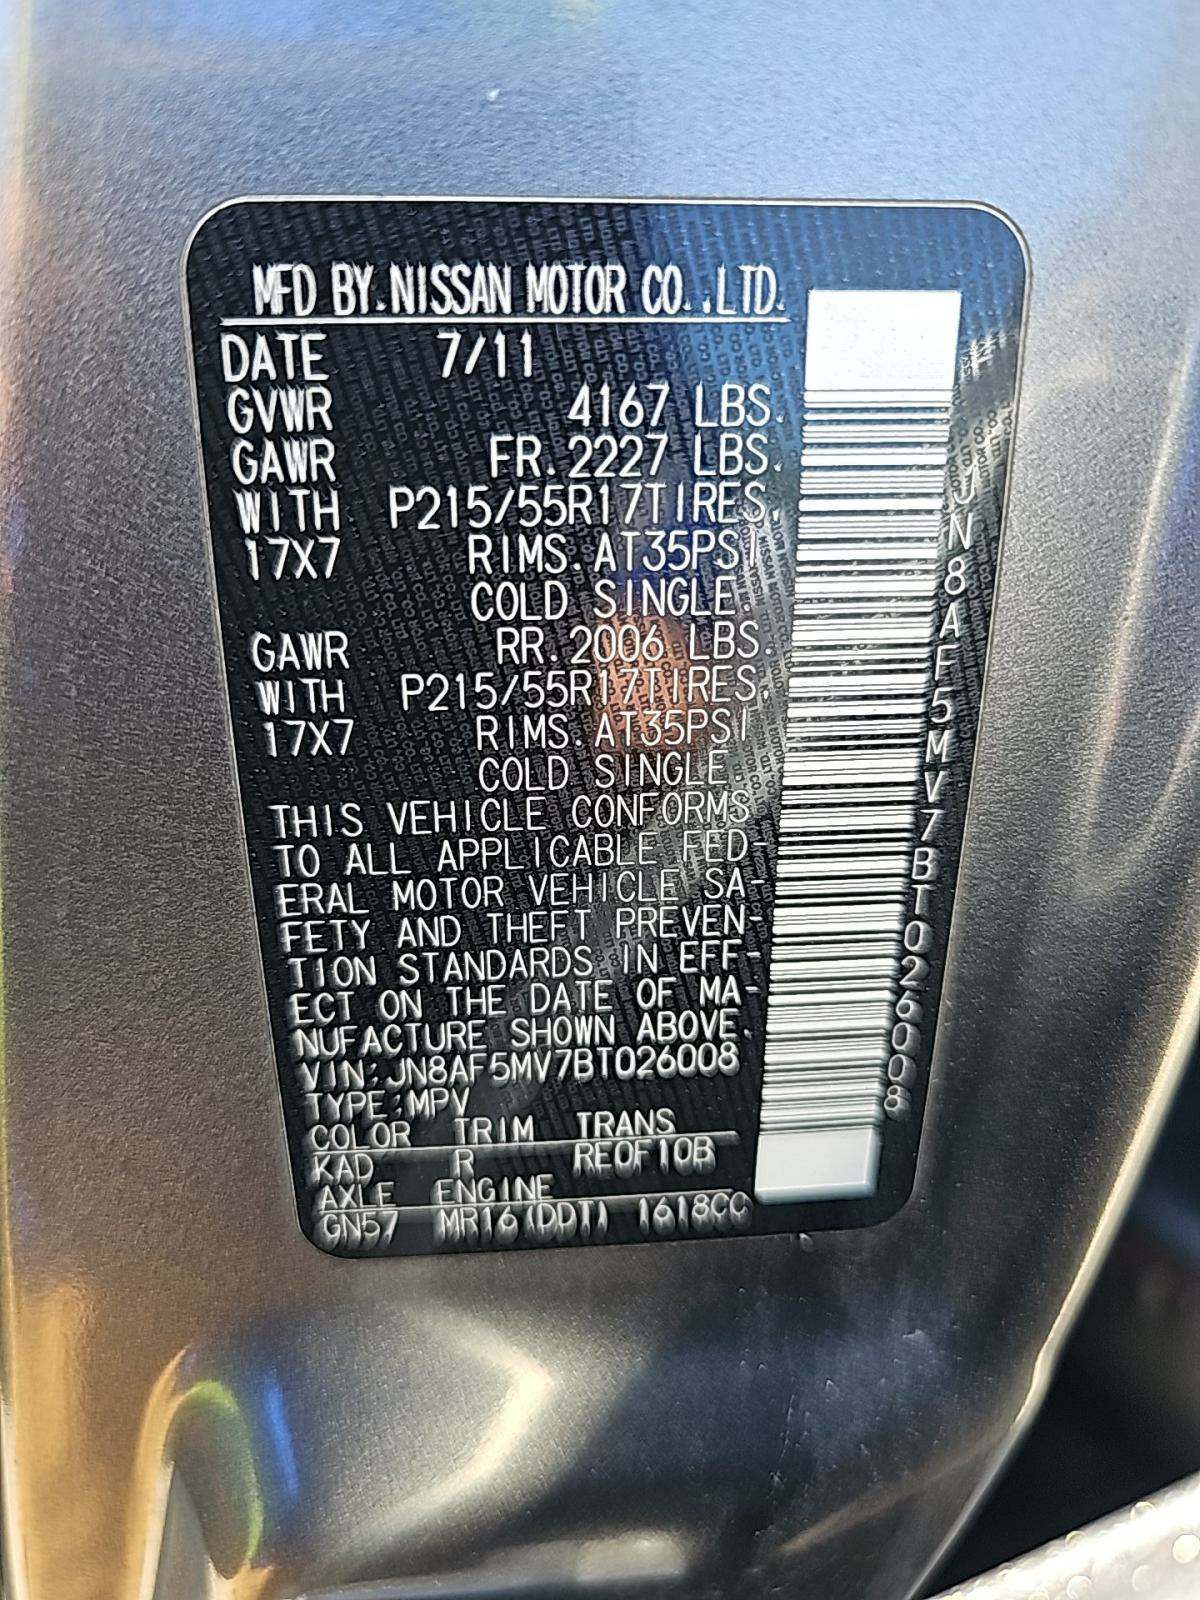 MFD BY.NISSAN MOTOR CO.,LTD.
DATE 7/11
GVWR 4167 LBS.
GAWR FR.2227 LBS.
WITH P215/55R17TIRES.
17X7 RIMS.AT35PSI
COLD SINGLE
GAWR RR.2006 LBS.
WITH P215/55R17TIRES.
17X7 RIMS.AT35PSI
COLD SINGLE
THIS VEHICLE CONFORMS
TO ALL APPLICABLE FED-
ERAL MOTOR VEHICLE SA-
FETY AND THEFT PREVEN-
TION STANDARDS IN EFF-
ECT ON THE DATE OF MA-
NUFACTURE SHOWN ABOVE.
VIN:JN8AF5MV7BT026008
TYPE:MPV
COLOR TRIM TRANS
KAD R RE0F10B
AXLE ENGINE
GN57 MR16(DDT) 1618CC
JN8AF5MV7BT026008